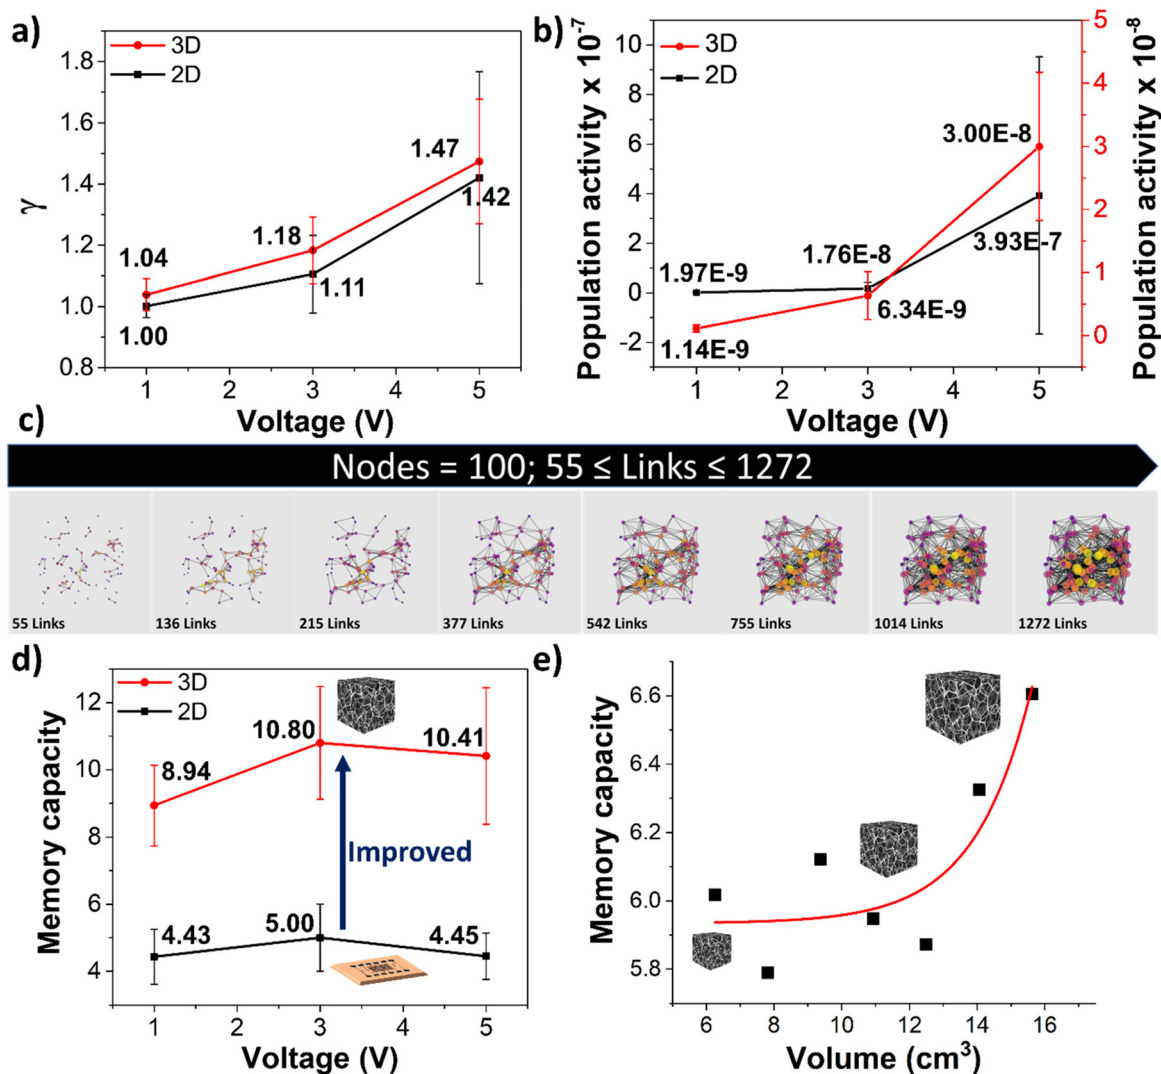 a)
3D
2D
1.8
1.6
1.4
1.2
1.0
0.8
γ
1.04
1.18
1.47
1.00
1.11
1.42
1
2
3
4
5
Voltage (V)
b)
3D
2D
Population activity x 10-7
10
8
6
4
2
0
-2
1.97E-9
1.76E-8
3.00E-8
1.14E-9
6.34E-9
3.93E-7
5
4
3
2
1
0
Population activity x 10-8
1
2
3
4
5
Voltage (V)
c)
Nodes = 100; 55 ≤ Links ≤ 1272
55 Links
136 Links
215 Links
377 Links
542 Links
755 Links
1014 Links
1272 Links
d)
3D
2D
Memory capacity
12
10
8
6
4
8.94
10.80
10.41
Improved
4.43
5.00
4.45
1
2
3
4
5
Voltage (V)
e)
Memory capacity
6.6
6.4
6.2
6.0
5.8
6
8
10
12
14
16
Volume (cm3)